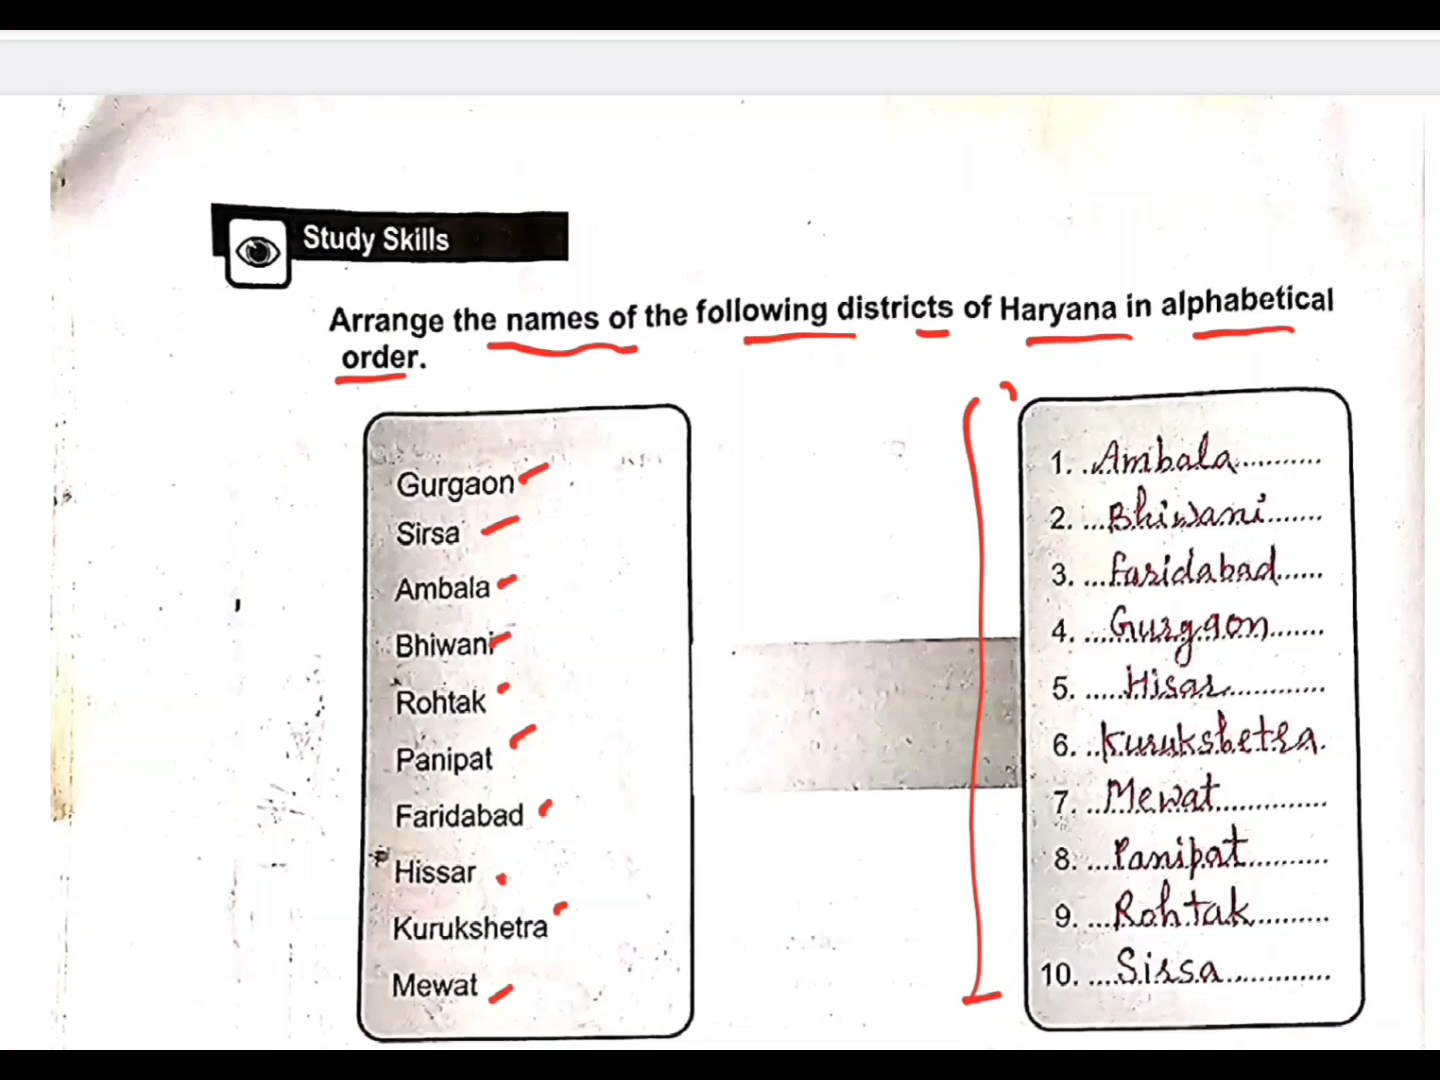 Study Skills
Arrange the names of the following districts of Haryana in alphabetical
order.
Gurgaon
Sirsa
Ambala
Bhiwani
Rohtak
Panipat
Faridabad
Hissar
Kurukshetra
Mewat
1. Ambala
2. Bhiwani
3. Faridabad
4. Gurgaon
5. Hisar
6. Kurukshetra
7. Mewat
8. Panipat
9. Rohtak
10. Sirsa